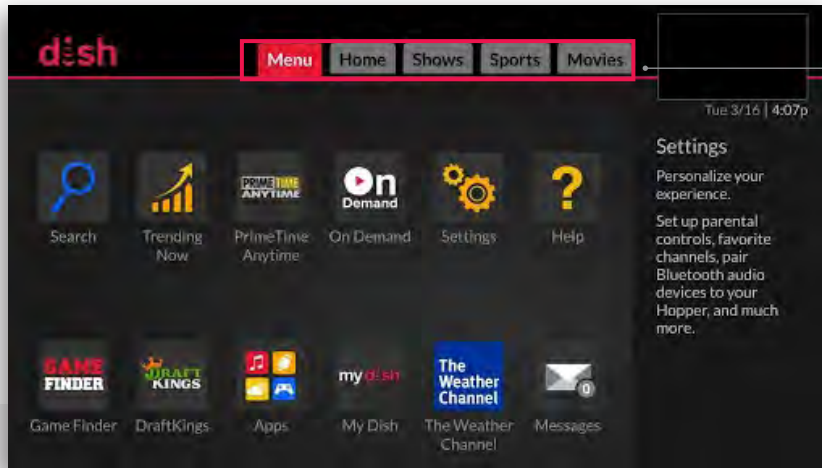 dish
Menu Home Shows Sports Movies
Tue 3/16 | 4:07p
Settings
Personalize your
experience.
Set up parental
controls, favorite
channels, pair
Bluetooth audio
devices to your
Hopper, and much
more.
PRIMETIME
ANYTIME
On
Demand
?
Search
Trending
Now
PrimeTime
Anytime
On Demand
Settings
Help
GAME
FINDER
DRAFT
KINGS
my dish
The
Weather
Channel
0
Game Finder
DraftKings
Apps
My Dish
The Weather
Channel
Messages